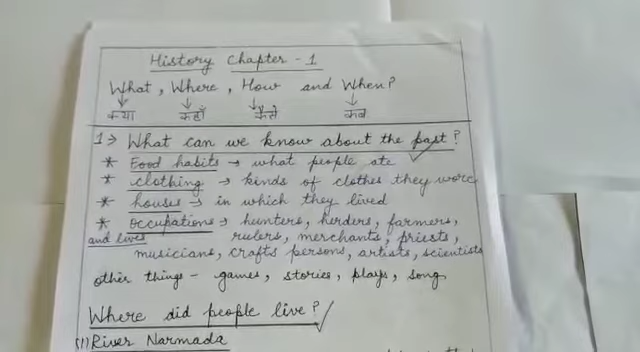 History Chapter - 1
What, Where, How and When?
क्या कहाँ कैसे कब
1→ What can we know about the past?
* Food habits → what people ate
* clothing → kinds of clothes they wore
* houses → in which they lived
* occupations → hunters, herders, farmers,
and lives rulers, merchants, priests,
musicians, crafts persons, artists, scientists
other things - games, stories, plays, song
Where did people live?
(1) River Narmada